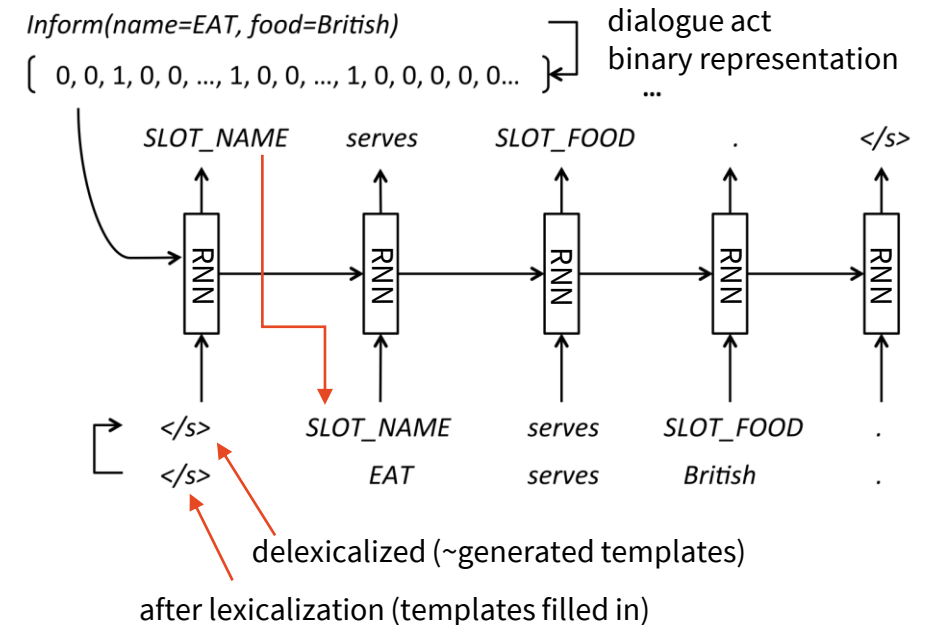 Inform(name=EAT, food=British)
dialogue act
binary representation
{ 0, 0, 1, 0, 0, ..., 1, 0, 0, ..., 1, 0, 0, 0, 0, 0... }
...
SLOT_NAME serves SLOT_FOOD . </s>
RNN RNN RNN RNN RNN
</s> SLOT_NAME serves SLOT_FOOD .
</s> EAT serves British .
delexicalized (~generated templates)
after lexicalization (templates filled in)